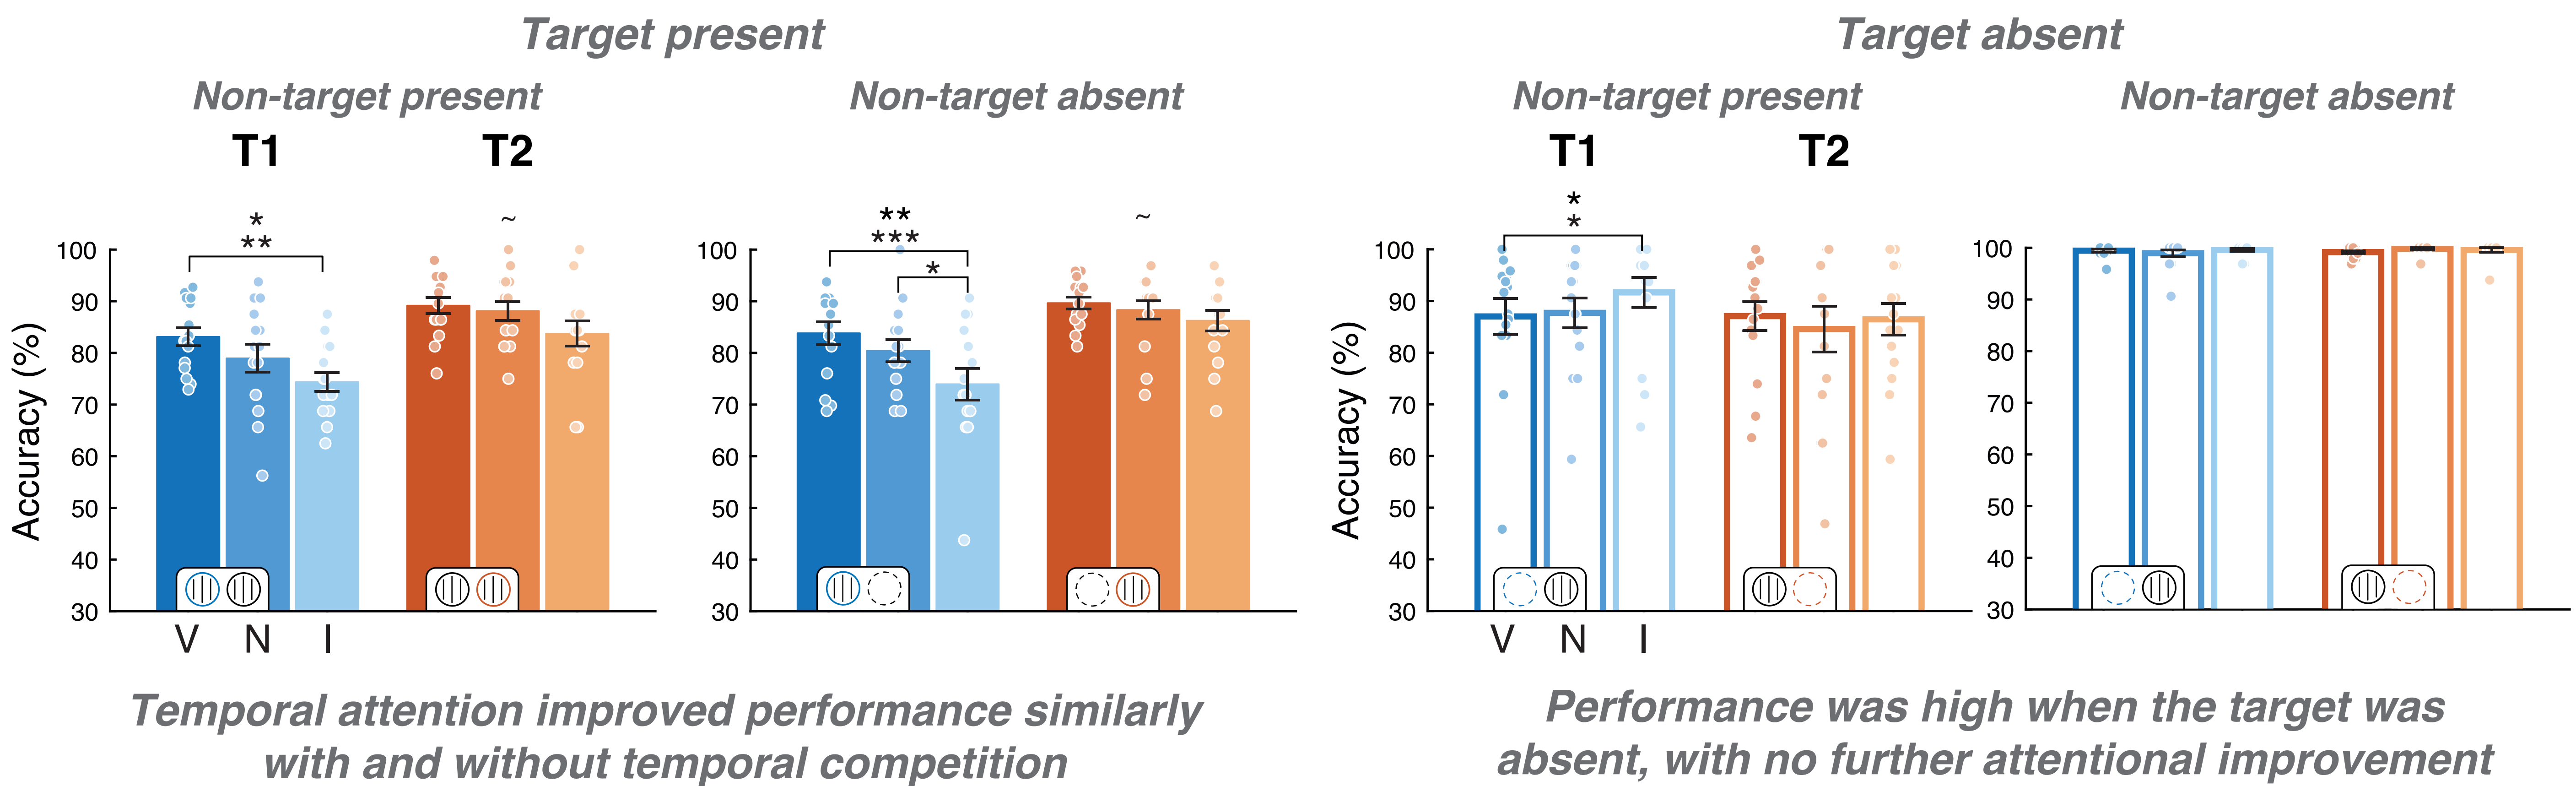 Target present
Target absent
Non-target present
Non-target absent
Non-target present
Non-target absent
T1
T2
T1
T2
*
**
~
**
***
*
~
*
*
Accuracy (%)
100
90
80
70
60
50
40
30
V N I
100
90
80
70
60
50
40
30
Accuracy (%)
100
90
80
70
60
50
40
30
V N I
100
90
80
70
60
50
40
30
Temporal attention improved performance similarly
with and without temporal competition
Performance was high when the target was
absent, with no further attentional improvement